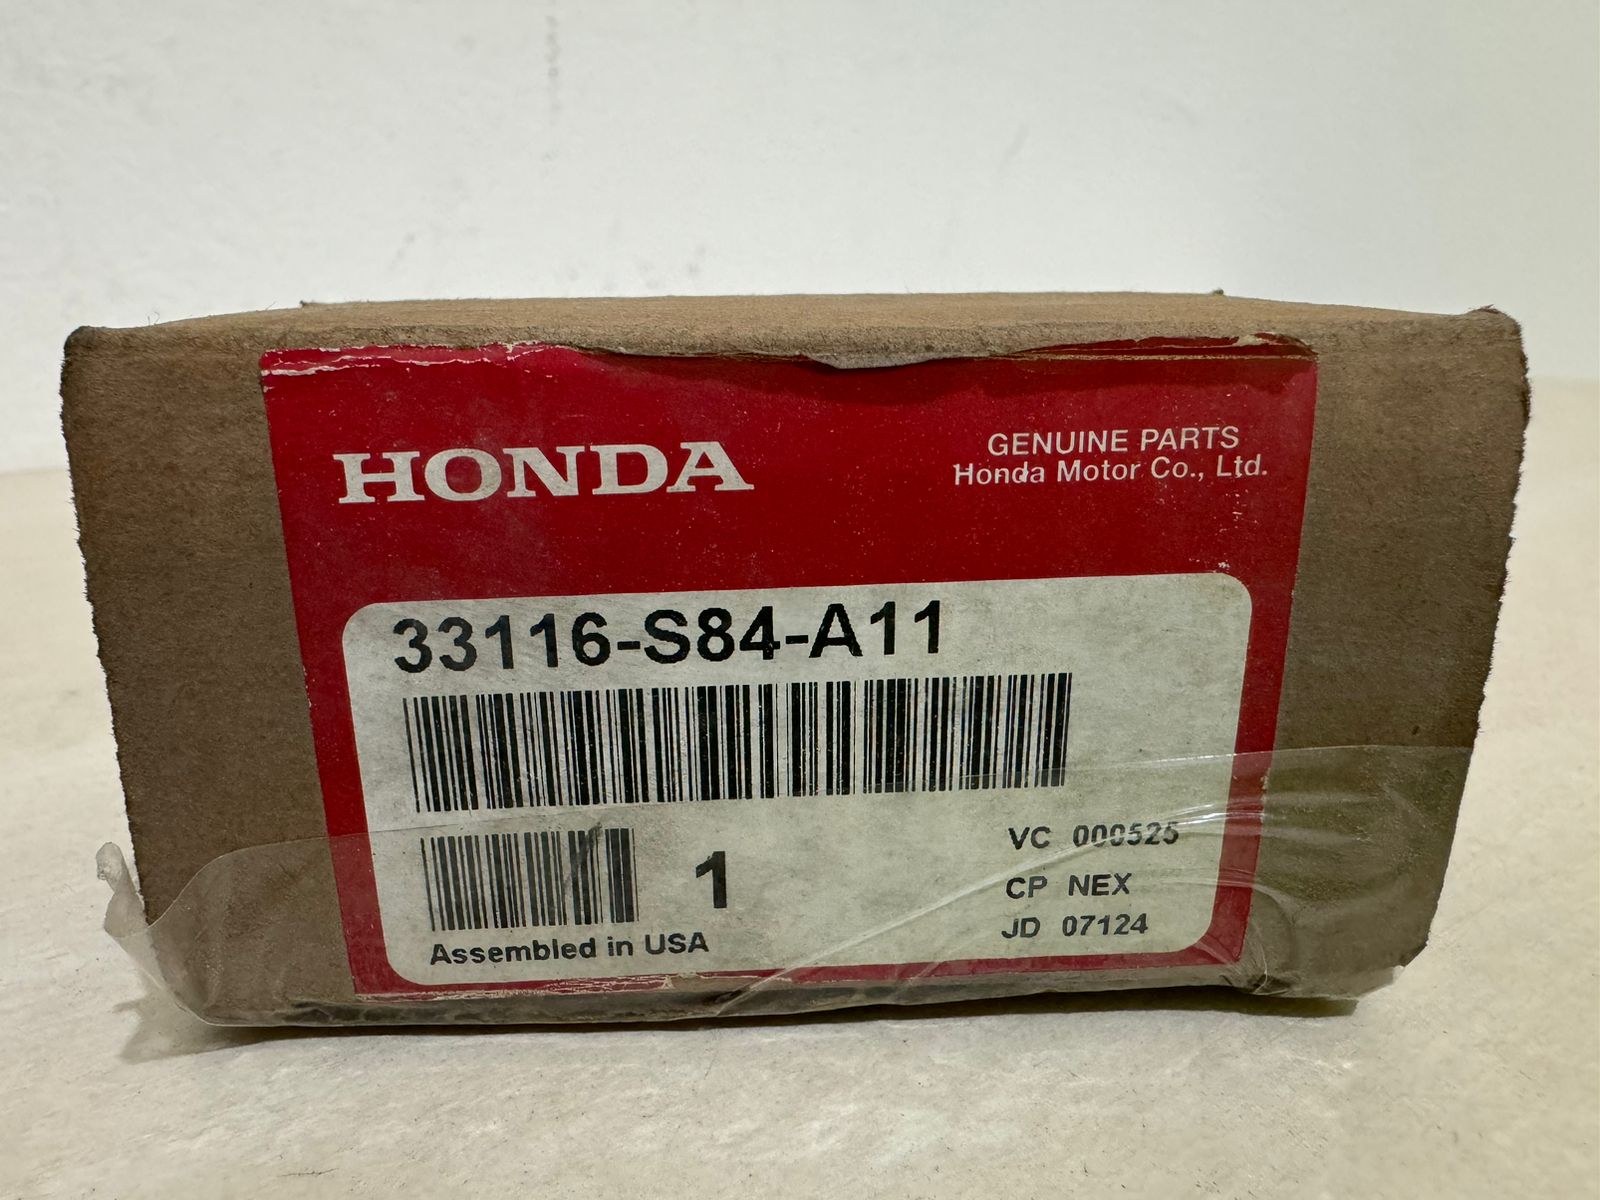 HONDA
GENUINE PARTS
Honda Motor Co., Ltd.
33116-S84-A11
1
VC 000525
CP NEX
JD 07124
Assembled in USA